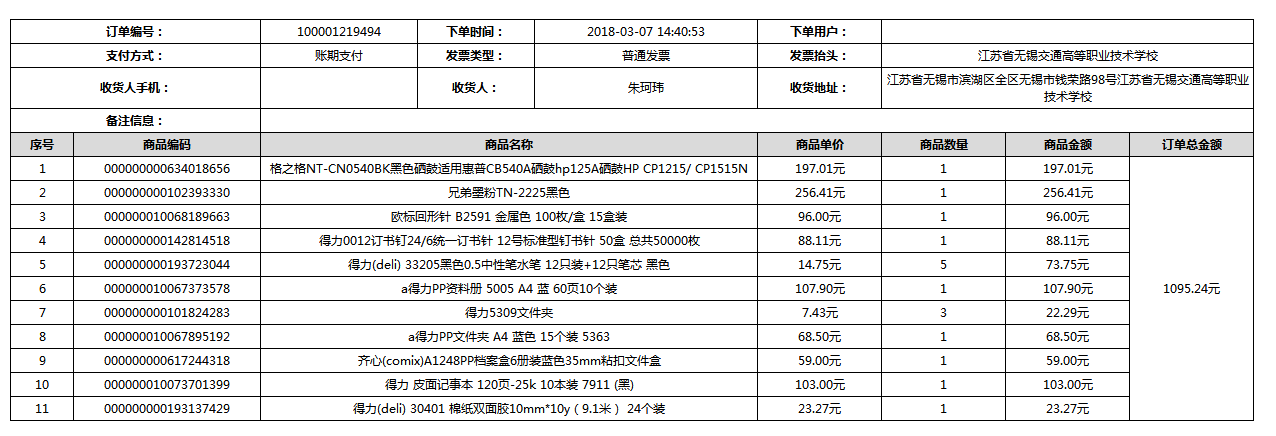 订单编号： 100001219494 下单时间： 2018-03-07 14:40:53 下单用户：
支付方式： 账期支付 发票类型： 普通发票 发票抬头： 江苏省无锡交通高等职业技术学校
收货人手机： 收货人： 朱珂玮 收货地址： 江苏省无锡市滨湖区全区无锡市钱荣路98号江苏省无锡交通高等职业
技术学校
备注信息：
序号 商品编码 商品名称 商品单价 商品数量 商品金额 订单总金额
1 000000000634018656 格之格NT-CN0540BK黑色硒鼓适用惠普CB540A硒鼓hp125A硒鼓HP CP1215/ CP1515N 197.01元 1 197.01元
2 000000000102393330 兄弟墨粉TN-2225黑色 256.41元 1 256.41元
3 000000010068189663 欧标回形针 B2591 金属色 100枚/盒 15盒装 96.00元 1 96.00元
4 000000000142814518 得力0012订书钉24/6统一订书针 12号标准型钉书针 50盒 总共50000枚 88.11元 1 88.11元
5 000000000193723044 得力(deli) 33205黑色0.5中性笔水笔 12只装+12只笔芯 黑色 14.75元 5 73.75元
6 000000010067373578 a得力PP资料册 5005 A4 蓝 60页10个装 107.90元 1 107.90元 1095.24元
7 000000000101824283 得力5309文件夹 7.43元 3 22.29元
8 000000010067895192 a得力PP文件夹 A4 蓝色 15个装 5363 68.50元 1 68.50元
9 000000000617244318 齐心(comix)A1248PP档案盒6册装蓝色35mm粘扣文件盒 59.00元 1 59.00元
10 000000010073701399 得力 皮面记事本 120页-25k 10本装 7911 (黑) 103.00元 1 103.00元
11 000000000193137429 得力(deli) 30401 棉纸双面胶10mm*10y（9.1米） 24个装 23.27元 1 23.27元